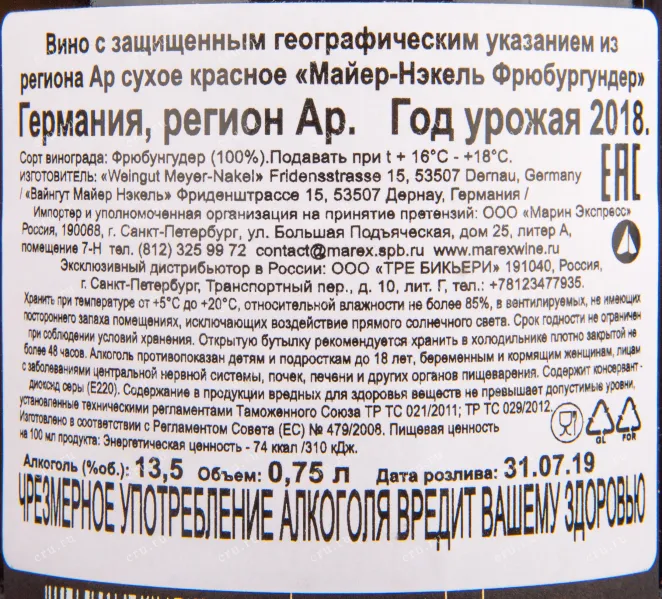 Вино с защищенным географическим указанием из
региона Ар сухое красное «Майер-Нэкель Фрюбургундер»
Германия, регион Ар. Год урожая 2018.
Сорт винограда: Фрюбунгудер (100%).Подавать при t + 16°C - +18°C.
изготовитель: «Weingut Meyer-Nakel» Fridensstrasse 15, 53507 Dernau, Germany
/ «Вайнгут Майер Нэкель» Фриденштрассе 15, 53507 Дернау, Германия /
EAC
Импортер и уполномоченная организация на принятие претензий: ООО «Марин Экспресс»
Россия, 190068, г. Санкт-Петербург, ул. Большая Подъяческая, дом 25, литер А,
помещение 7-Н тел. (812) 325 99 72 contact@marex.spb.ru www.marexwine.ru
Эксклюзивный дистрибьютор в России: ООО «ТРЕ БИКЬЕРИ» 191040, Россия,
г. Санкт-Петербург, Транспортный пер., д. 10, лит. Г, тел.: +78123477935.
Хранить при температуре от +5°С до +20°С, относительной влажности не более 85%, в вентилируемых, не имеющих
постороннего запаха помещениях, исключающих воздействие прямого солнечного света. Срок годности не ограничен
при соблюдении условий хранения. Открытую бутылку рекомендуется хранить в холодильнике плотно закрытой не
более 48 часов. Алкоголь противопоказан детям и подросткам до 18 лет, беременным и кормящим женщинам, лицам
с заболеваниями центральной нервной системы, почек, печени и других органов пищеварения. Содержит консервант-
диоксид серы (Е220). Содержание в продукции вредных для здоровья веществ не превышает допустимые уровни,
установленные техническими регламентами Таможенного Союза ТР ТС 021/2011; ТР ТС 029/2012.
Изготовлено в соответствии с Регламентом Совета (ЕС) № 479/2008. Пищевая ценность
на 100 мл продукта: Энергетическая ценность - 74 ккал /310 кДж.
GL FOR
Алкоголь (%об.): 13,5 Объем: 0,75 л Дата розлива: 31.07.19
ЧРЕЗМЕРНОЕ УПОТРЕБЛЕНИЕ АЛКОГОЛЯ ВРЕДИТ ВАШЕМУ ЗДОРОВЬЮ